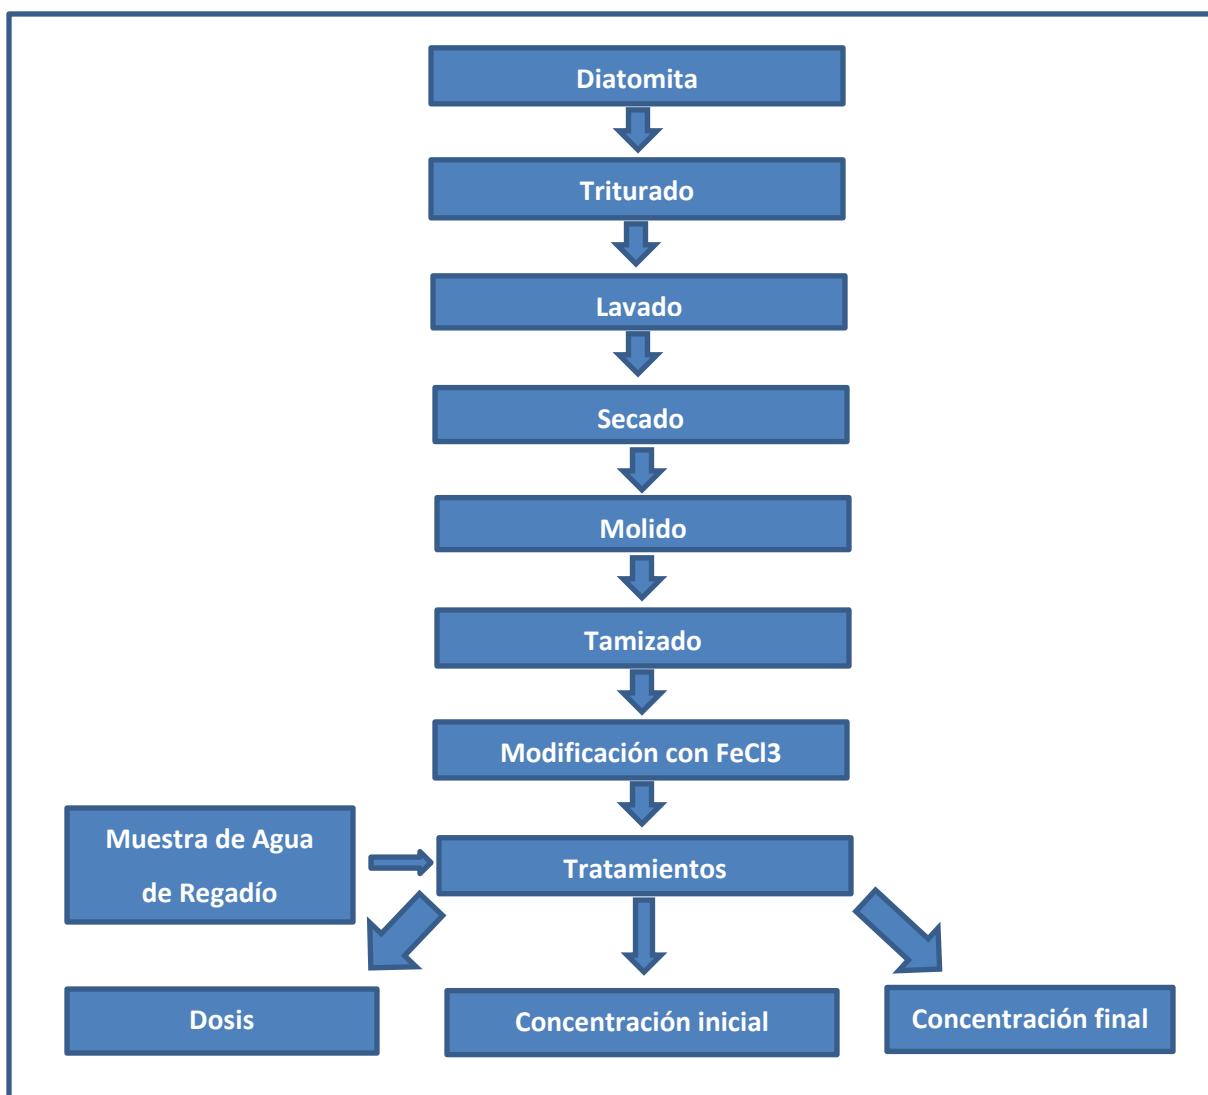 Diatomita
Triturado
Lavado
Secado
Molido
Tamizado
Modificación con FeCl3
Muestra de Agua
de Regadío
Tratamientos
Dosis
Concentración inicial
Concentración final